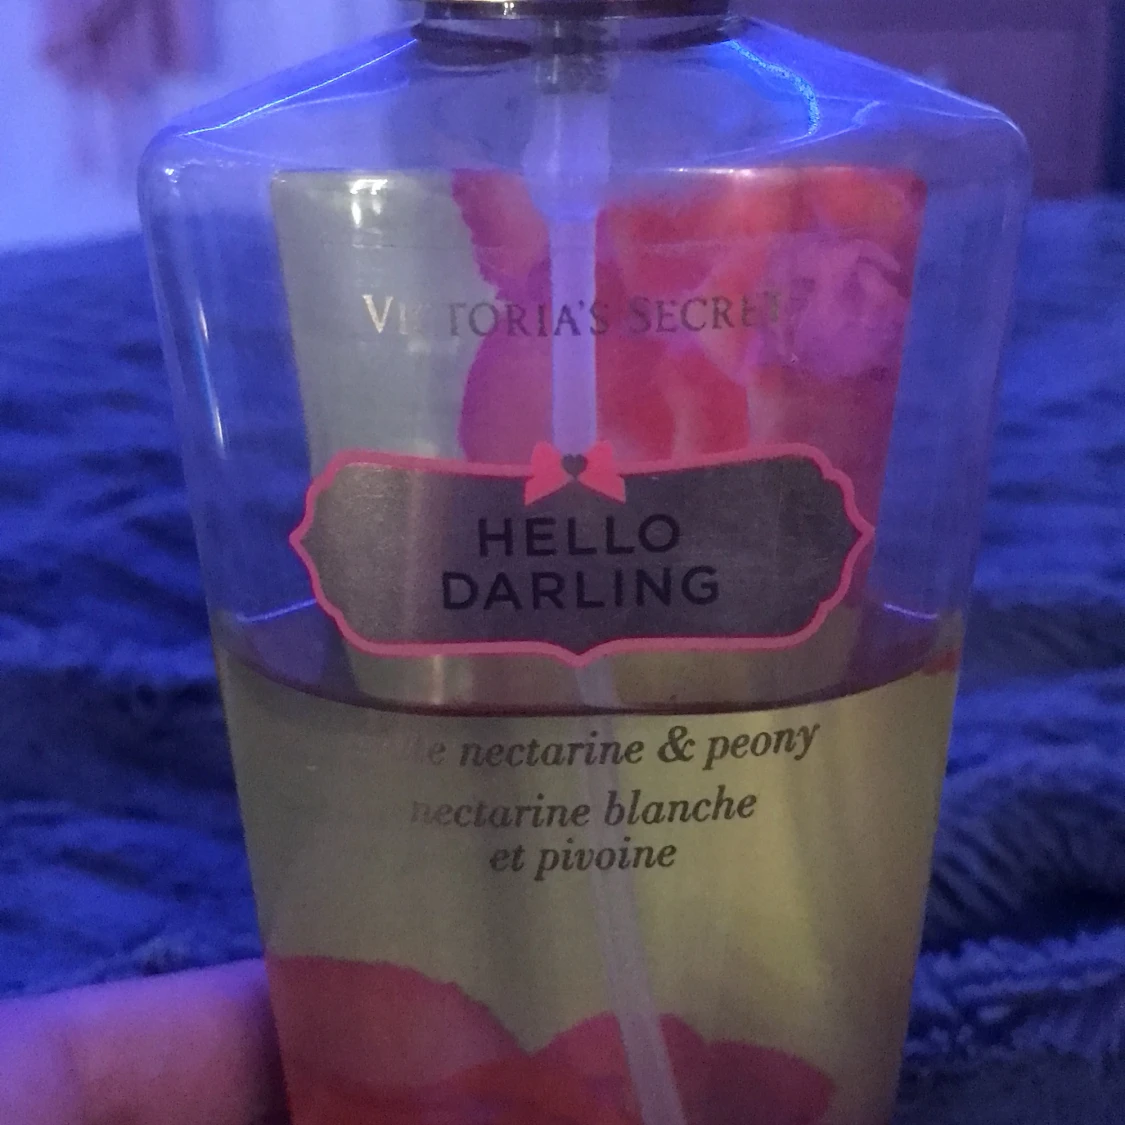 VICTORIA'S SECRET
HELLO
DARLING
nectarine & peony
nectarine blanche
et pivoine